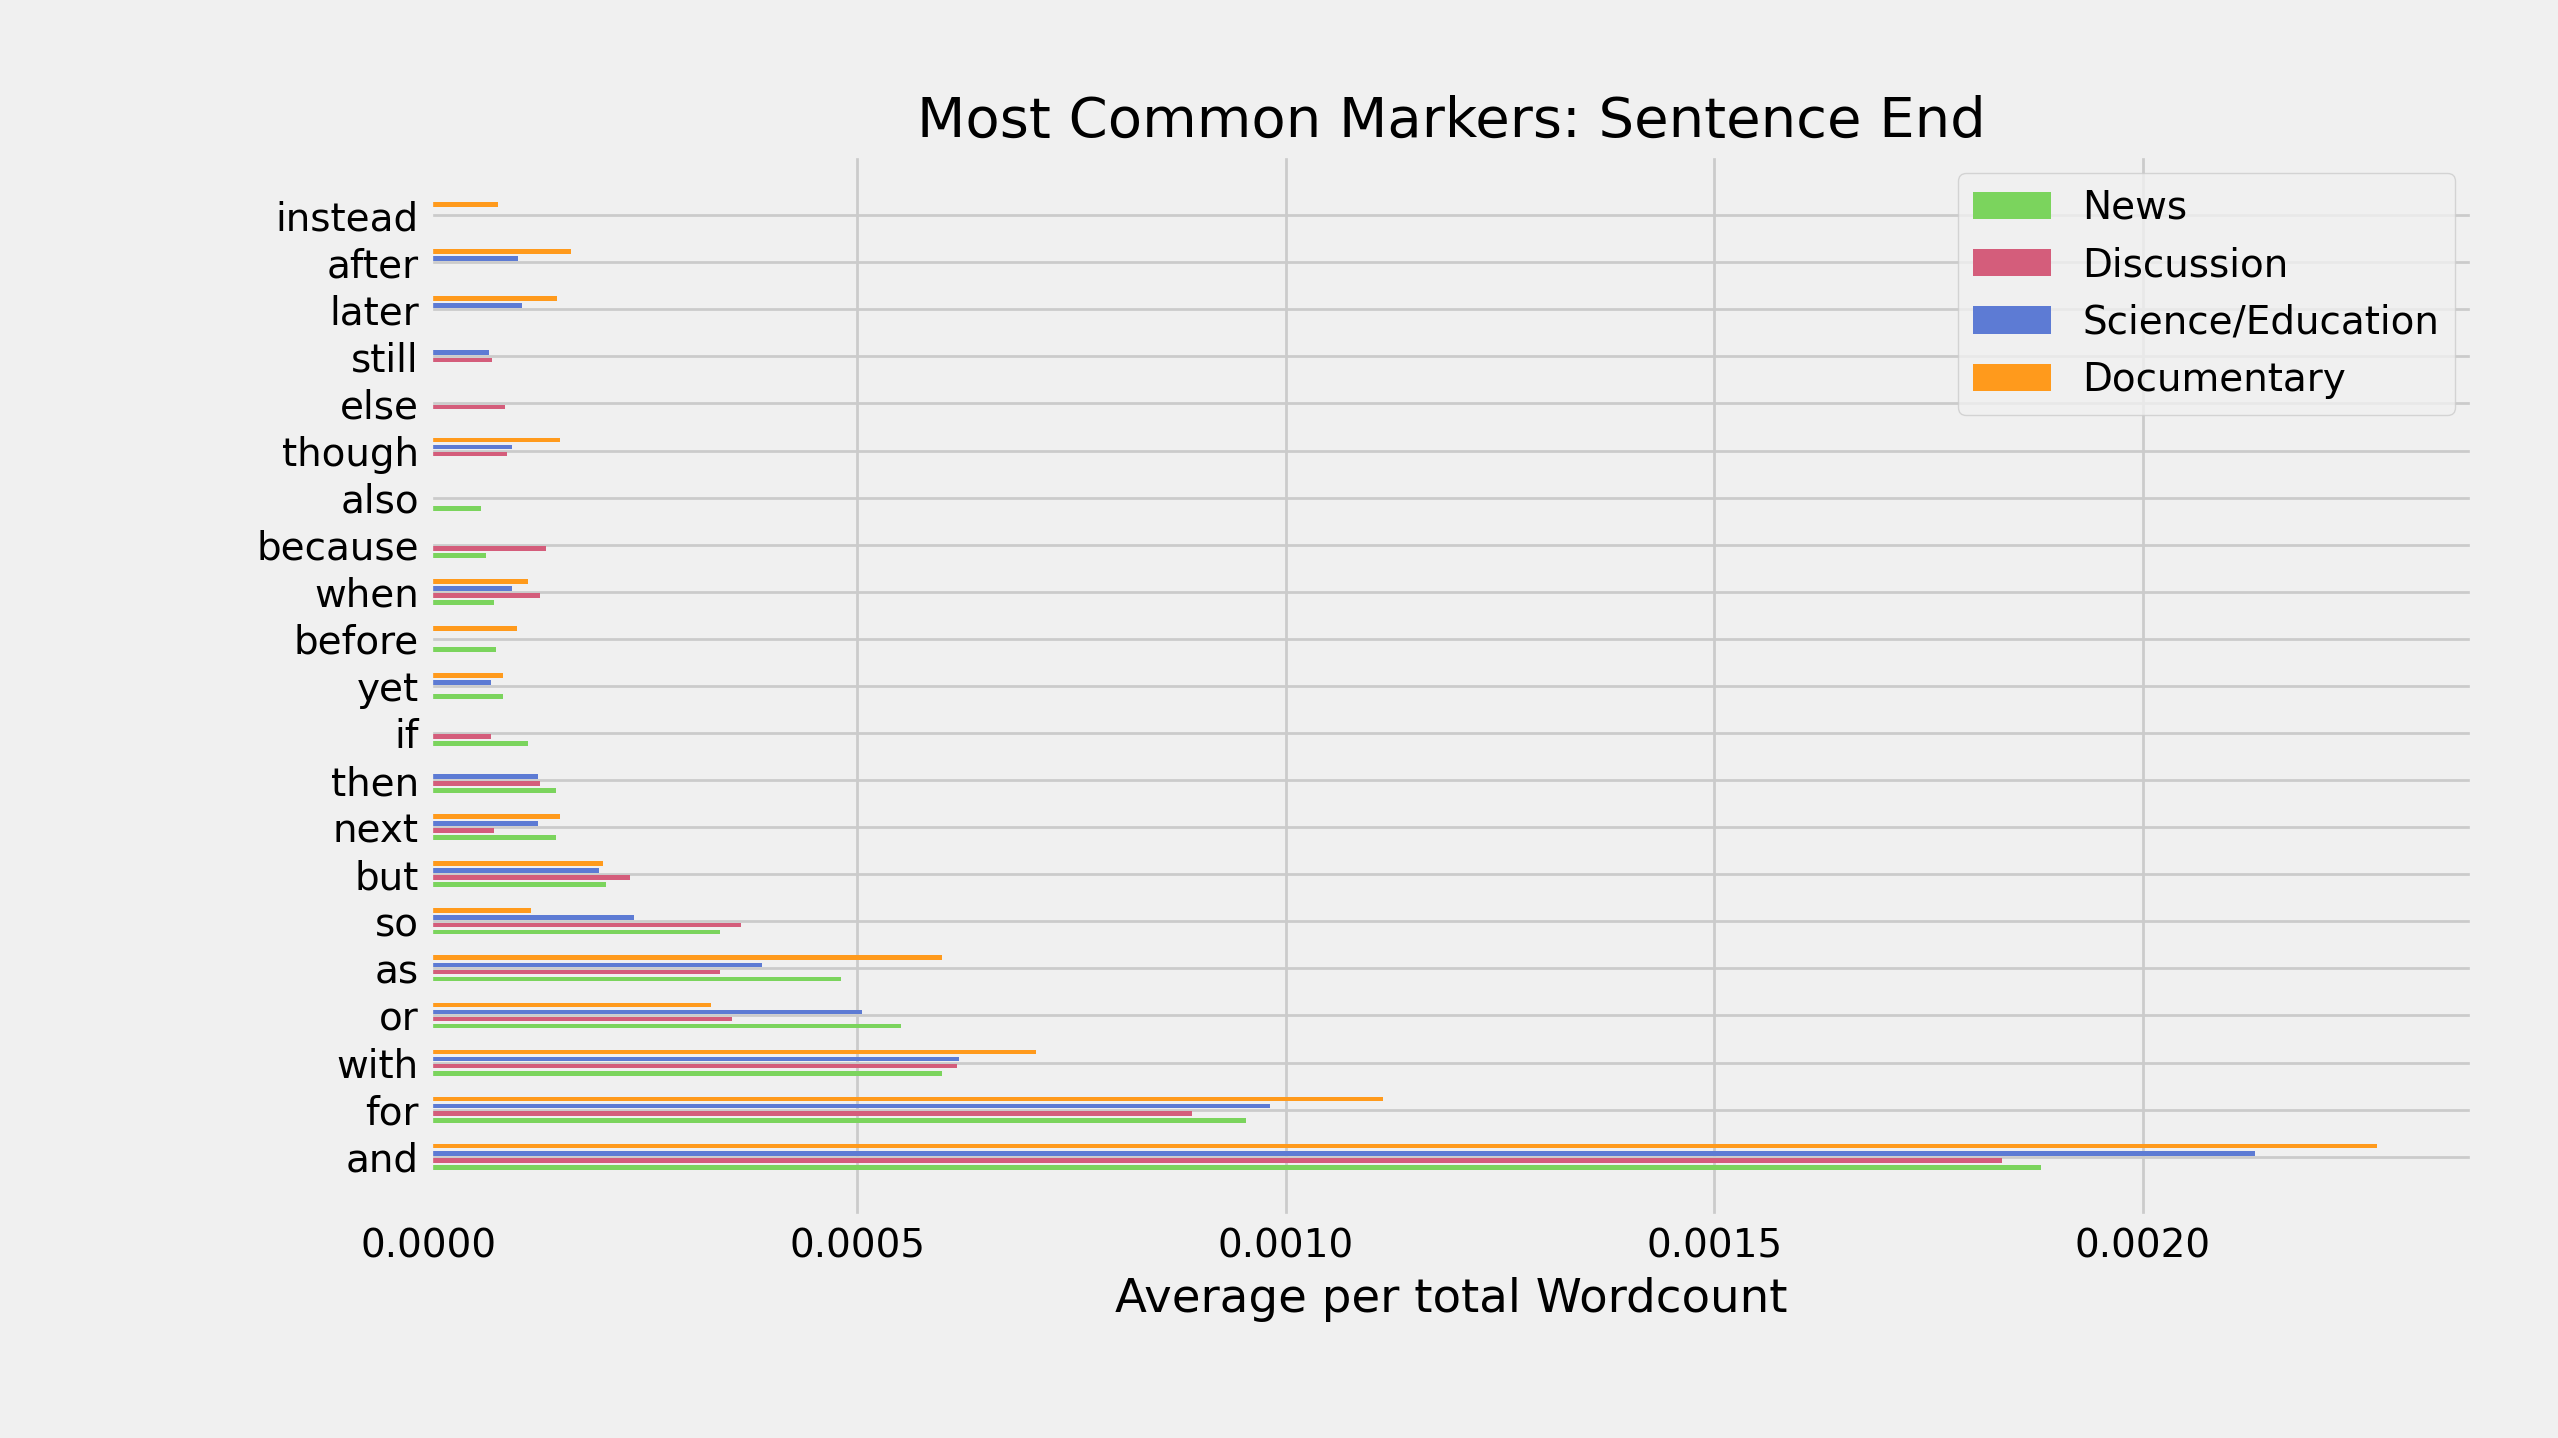 Most Common Markers: Sentence End
News
Discussion
Science/Education
Documentary
instead
after
later
still
else
though
also
because
when
before
yet
if
then
next
but
so
as
or
with
for
and
0.0000 0.0005 0.0010 0.0015 0.0020
Average per total Wordcount